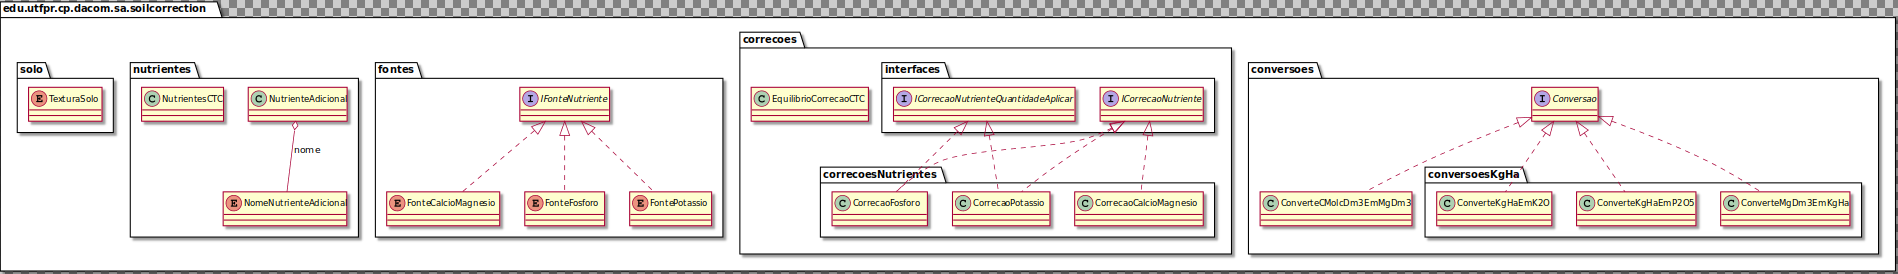 edu.utfpr.cp.dacom.sa.soilcorrection
solo
E TexturaSolo
nutrientes
C NutrientesCTC
C NutrienteAdicional
nome
E NomeNutrienteAdicional
fontes
I IFonteNutriente
E FonteCalcioMagnesio
E FonteFosforo
E FontePotassio
correcoes
C EquilibrioCorrecaoCTC
interfaces
I ICorrecaoNutrienteQuantidadeAplicar
I ICorrecaoNutriente
correcoesNutrientes
C CorrecaoFosforo
C CorrecaoPotassio
C CorrecaoCalcioMagnesio
conversoes
I Conversao
C ConverteCMolcDm3EmMgDm3
conversoesKgHa
C ConverteKgHaEmK2O
C ConverteKgHaEmP2O5
C ConverteMgDm3EmKgHa